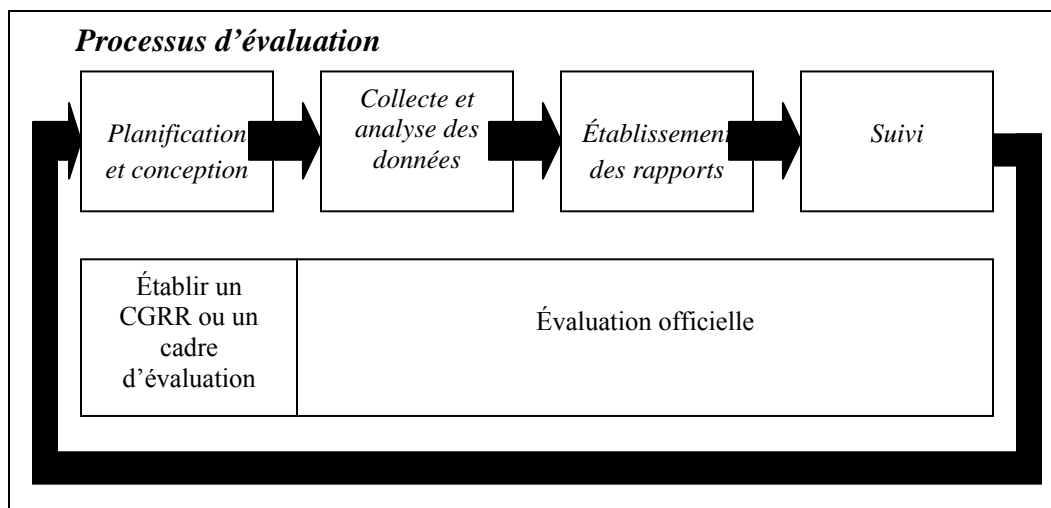 Processus d’évaluation
Planification
et conception
Collecte et
analyse des
données
Établissement
des rapports
Suivi
Établir un
CGRR ou un
cadre
d’évaluation
Évaluation officielle